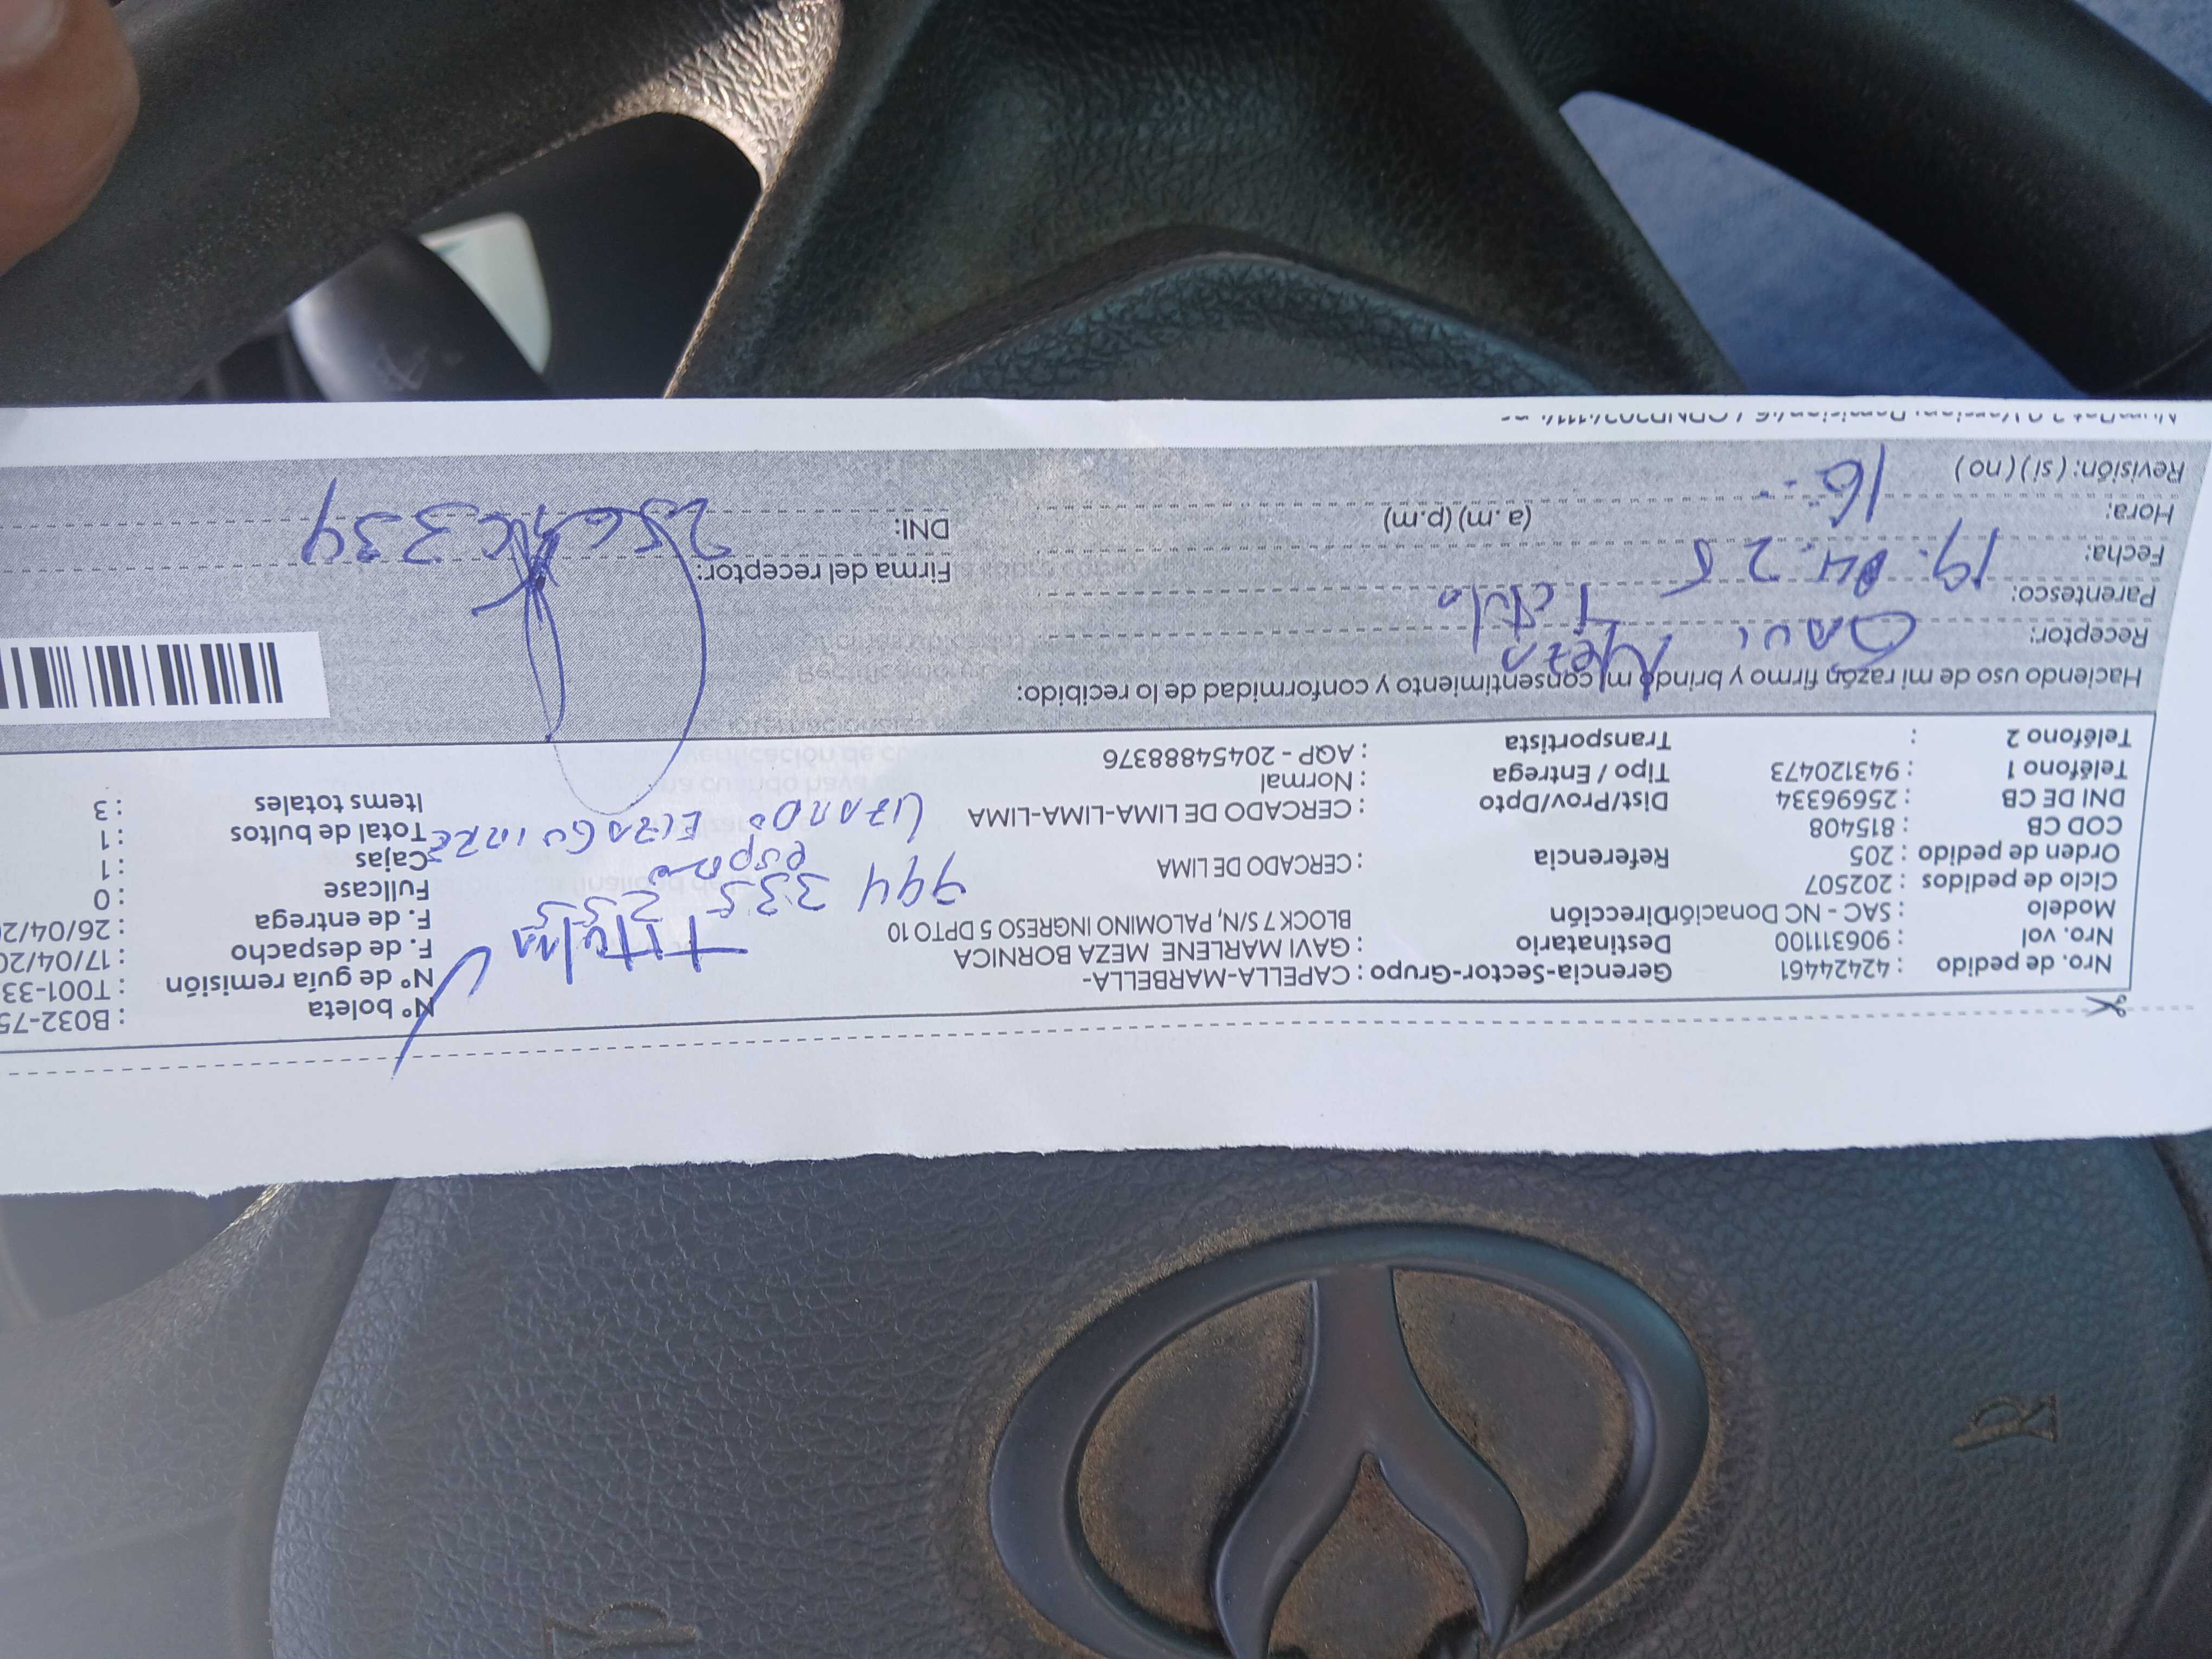 Nro. de pedido : 42424461 Gerencia-Sector-Grupo : CAPELLA-MARBELLA- N° boleta : B032-75
Nro. vol : 906311100 Destinatario : GAVI MARLENE MEZA BORNICA N° de guía remisión : T001-33
Modelo : SAC - NC Donación Dirección BLOCK 7 S/N, PALOMINO INGRESO 5 DPTO 10 F. de despacho : 17/04/20
Ciclo de pedidos : 202507 F. de entrega : 26/04/2
Orden de pedido : 205 Referencia : CERCADO DE LIMA Fullcase : 0
COD CB : 815408 Cajas : 1
DNI DE CB : 25696334 Dist/Prov/Dpto : CERCADO DE LIMA-LIMA-LIMA Total de bultos : 1
Teléfono 1 : 943120473 Tipo / Entrega : Normal Items totales : 3
Teléfono 2 : Transportista : AQP - 20454888376
titular
994 335
esposo
LIZANDO
Haciendo uso de mi razón, firmo y brindo mi consentimiento y conformidad de lo recibido:
Receptor: Gavi Meza
Parentesco: Titula Firma del receptor:
Fecha: 19.04.25
Hora: 16 (a.m) (p.m) DNI:
Revisión: (si) (no)